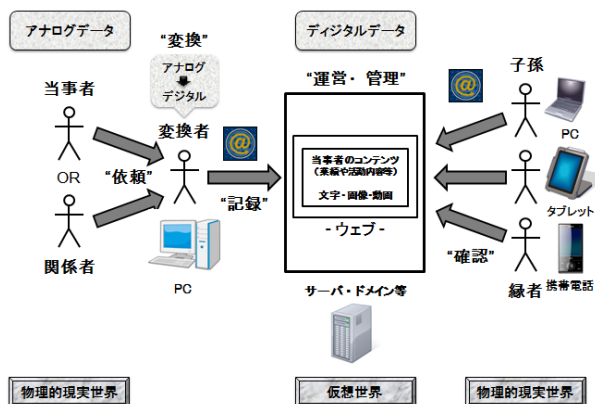 アナログデータ
ディジタルデータ
“変換”
アナログ
デジタル
当事者
変換者
“運営・管理”
子孫
@
@
PC
OR
“依頼”
当事者のコンテンツ
(業績や活動内容等)
文字・画像・動画
“記録”
- ウェブ -
タブレット
関係者
“確認”
PC
サーバ・ドメイン等
縁者
携帯電話
物理的現実世界
仮想世界
物理的現実世界